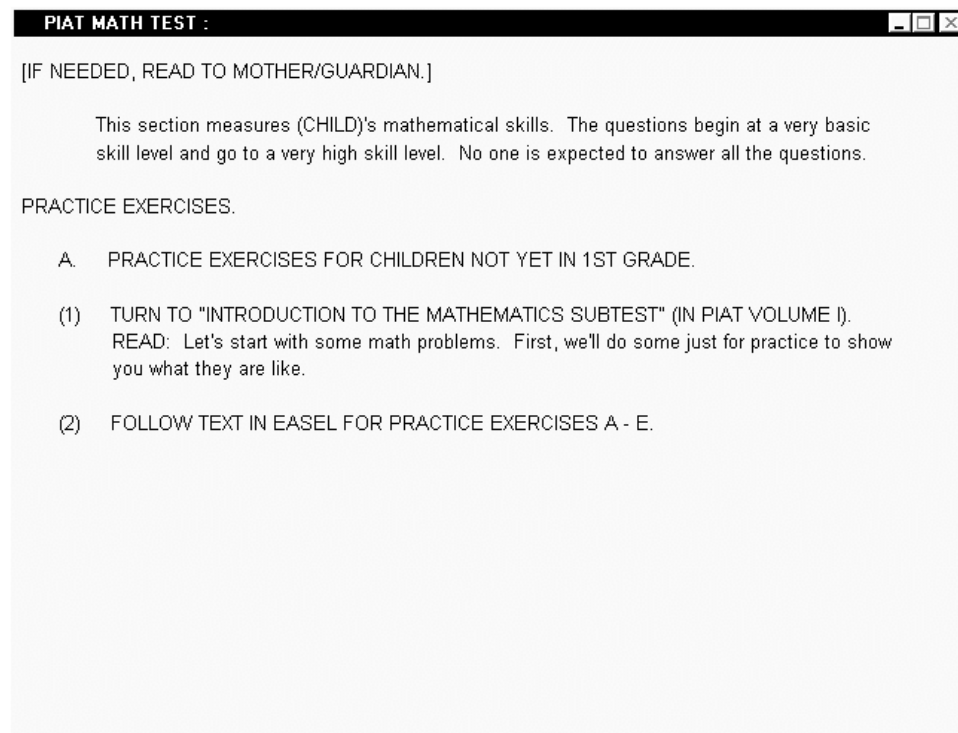 PIAT MATH TEST :
[IF NEEDED, READ TO MOTHER/GUARDIAN.]
This section measures (CHILD)'s mathematical skills. The questions begin at a very basic
skill level and go to a very high skill level. No one is expected to answer all the questions.
PRACTICE EXERCISES.
A. PRACTICE EXERCISES FOR CHILDREN NOT YET IN 1ST GRADE.
(1) TURN TO "INTRODUCTION TO THE MATHEMATICS SUBTEST" (IN PIAT VOLUME I).
READ: Let's start with some math problems. First, we'll do some just for practice to show
you what they are like.
(2) FOLLOW TEXT IN EASEL FOR PRACTICE EXERCISES A - E.